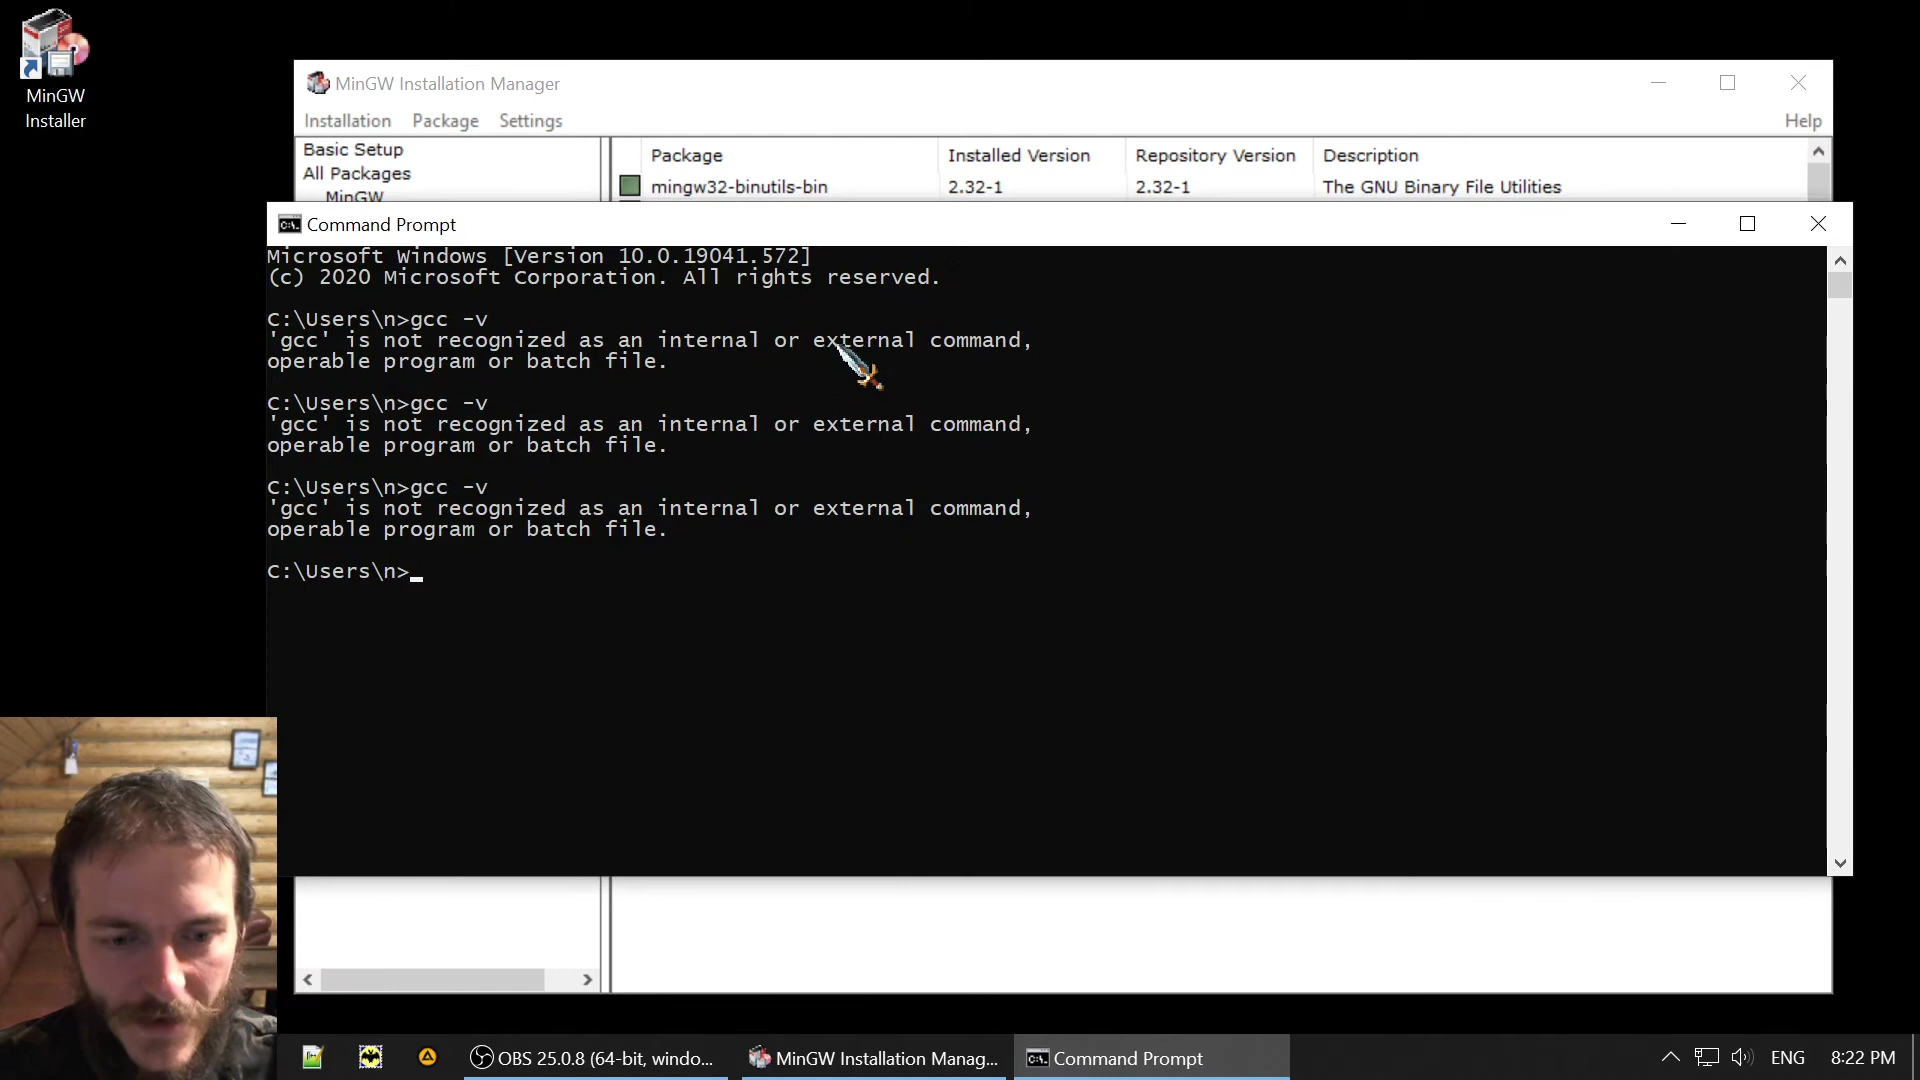 MinGW
Installer
MinGW Installation Manager
Installation Package Settings Help
Basic Setup
All Packages
MinGW
Package Installed Version Repository Version Description
mingw32-binutils-bin 2.32-1 2.32-1 The GNU Binary File Utilities
Command Prompt
Microsoft Windows [Version 10.0.19041.572]
(c) 2020 Microsoft Corporation. All rights reserved.
C:\Users\n>gcc -v
'gcc' is not recognized as an internal or external command,
operable program or batch file.
C:\Users\n>gcc -v
'gcc' is not recognized as an internal or external command,
operable program or batch file.
C:\Users\n>gcc -v
'gcc' is not recognized as an internal or external command,
operable program or batch file.
C:\Users\n>
OBS 25.0.8 (64-bit, windo...
MinGW Installation Manag...
Command Prompt
ENG
8:22 PM